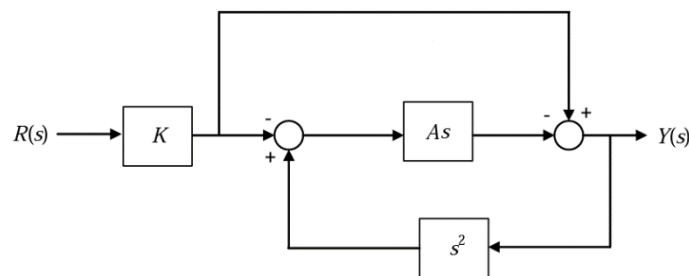 - - +
R(s) K As Y(s)
+
s²